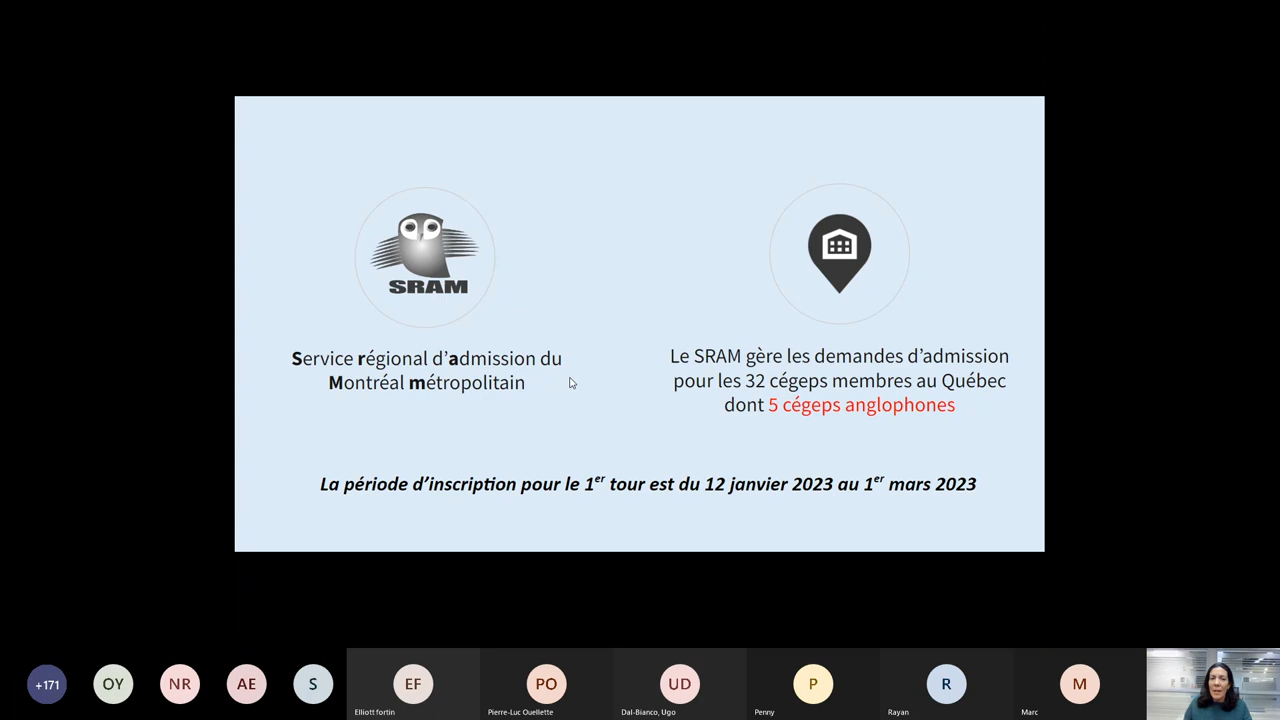 SRAM
Service régional d’admission du
Montréal métropolitain
Le SRAM gère les demandes d’admission
pour les 32 cégeps membres au Québec
dont 5 cégeps anglophones
La période d’inscription pour le 1er tour est du 12 janvier 2023 au 1er mars 2023
+171
OY
NR
AE
S
EF
PO
UD
P
R
M
Elliott fortin
Pierre-Luc Ouellette
Dal-Bianco, Ugo
Penny
Rayan
Marc